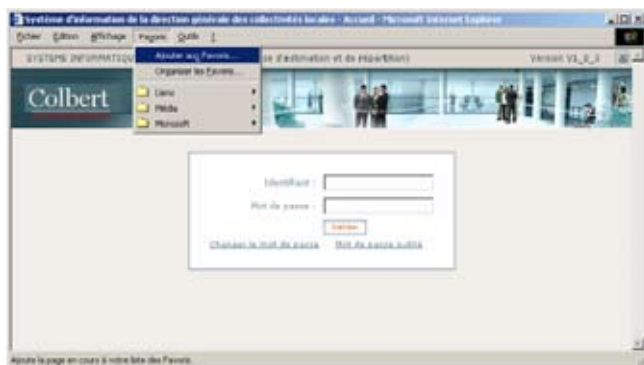 Système d'information de la direction générale des collectivités locales - Accueil - Microsoft Internet Explorer
Fichier Edition Affichage Favoris Outils ?
SYSTEME INFORMATIQUE d'estimation et de répartition) Version V1_0_3
Ajouter aux Favoris...
Organiser les Favoris...
Liens
Média
Microsoft
Colbert
Identifiant :
Mot de passe :
Valider
Changer le mot de passe Mot de passe oublié
Ajoute la page en cours à votre liste des Favoris.